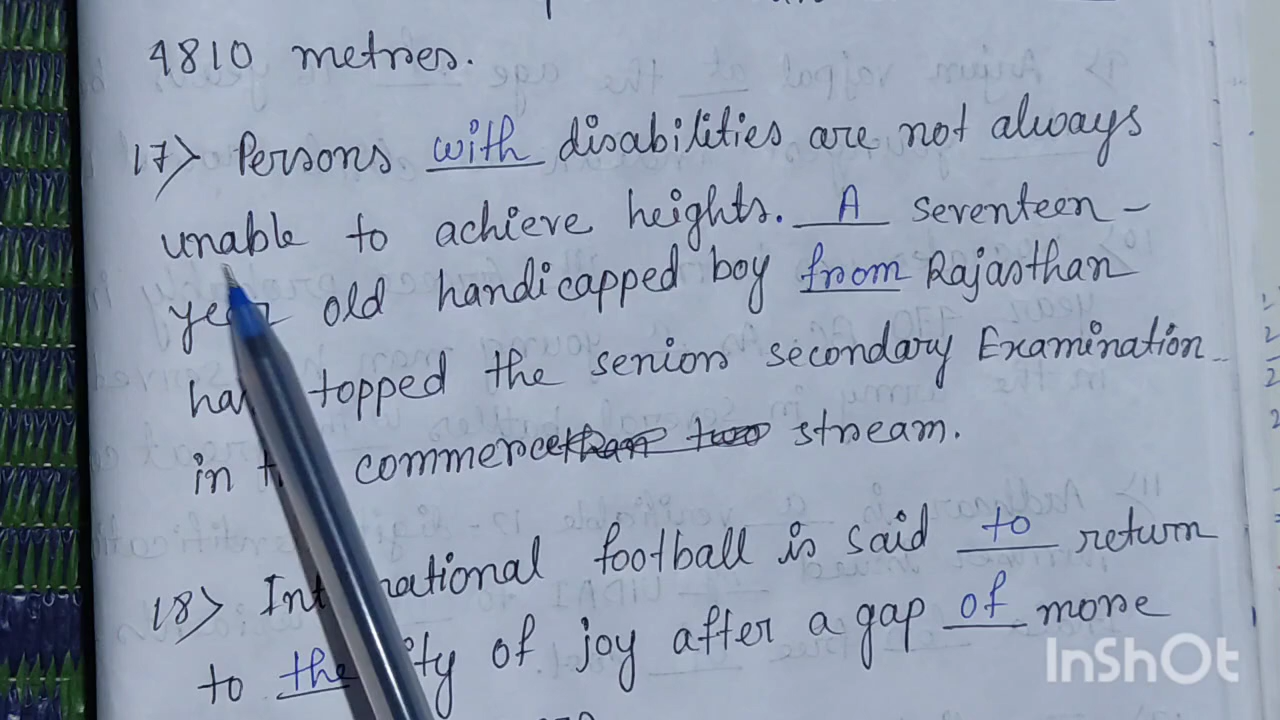 4810 metres.
17> Persons with disabilities are not always
unable to achieve heights. A seventeen -
year old handicapped boy from Rajasthan
topped the senior secondary Examination
in commerce stream.
18> football is said to return
to the of joy after a gap of more
InShOt